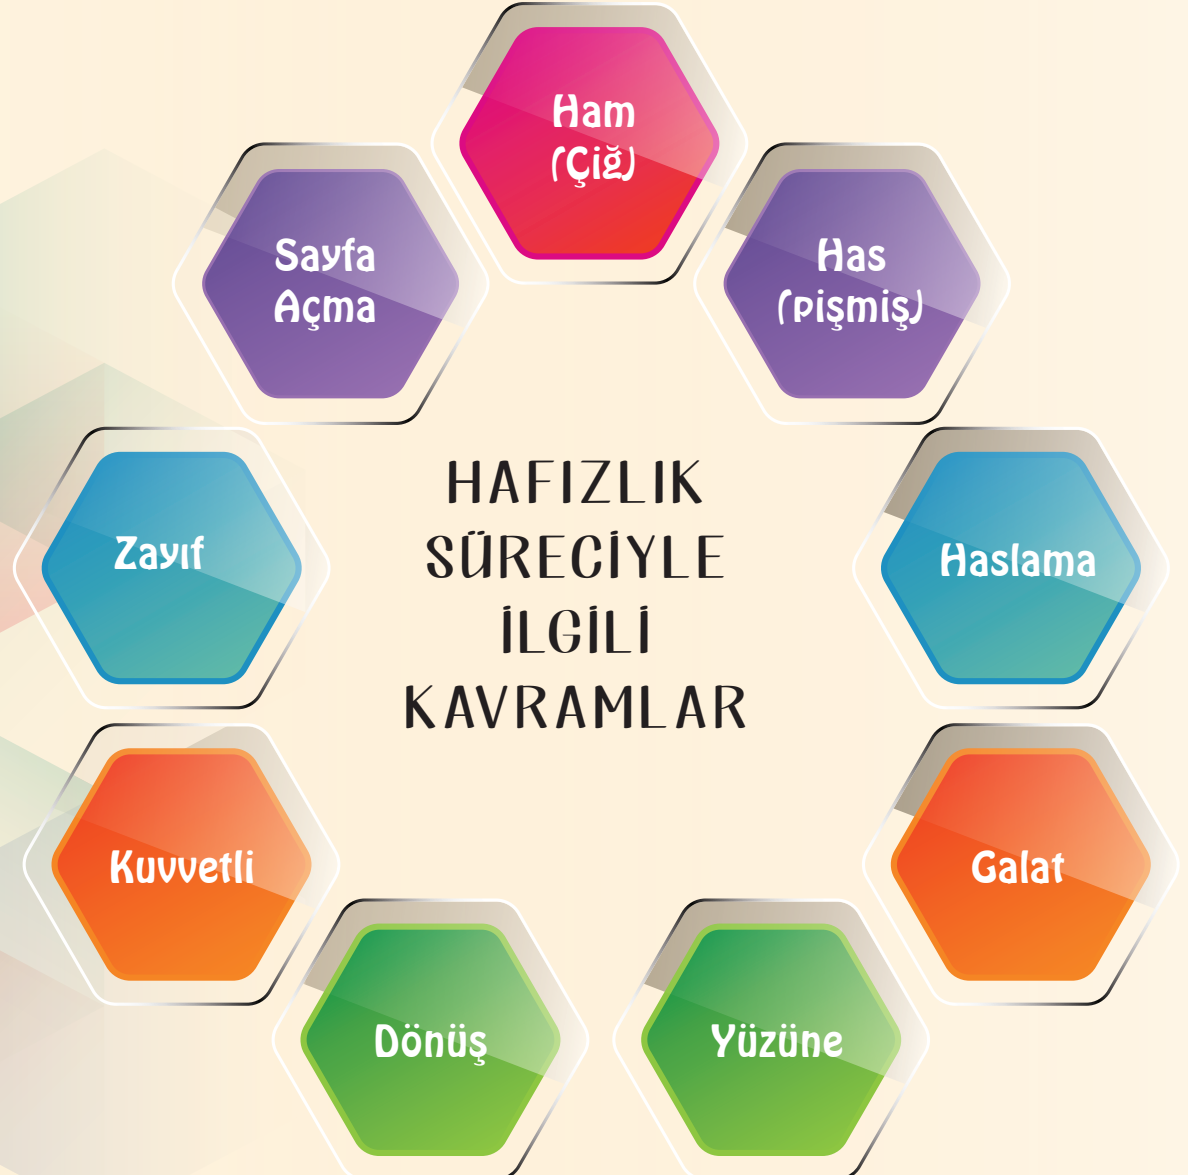 Ham
(Çiğ)
Sayfa
Açma
Has
(pişmiş)
HAFIZLIK
SÜRECİYLE
İLGİLİ
KAVRAMLAR
Zayıf
Haslama
Kuvvetli
Galat
Dönüş
Yüzüne